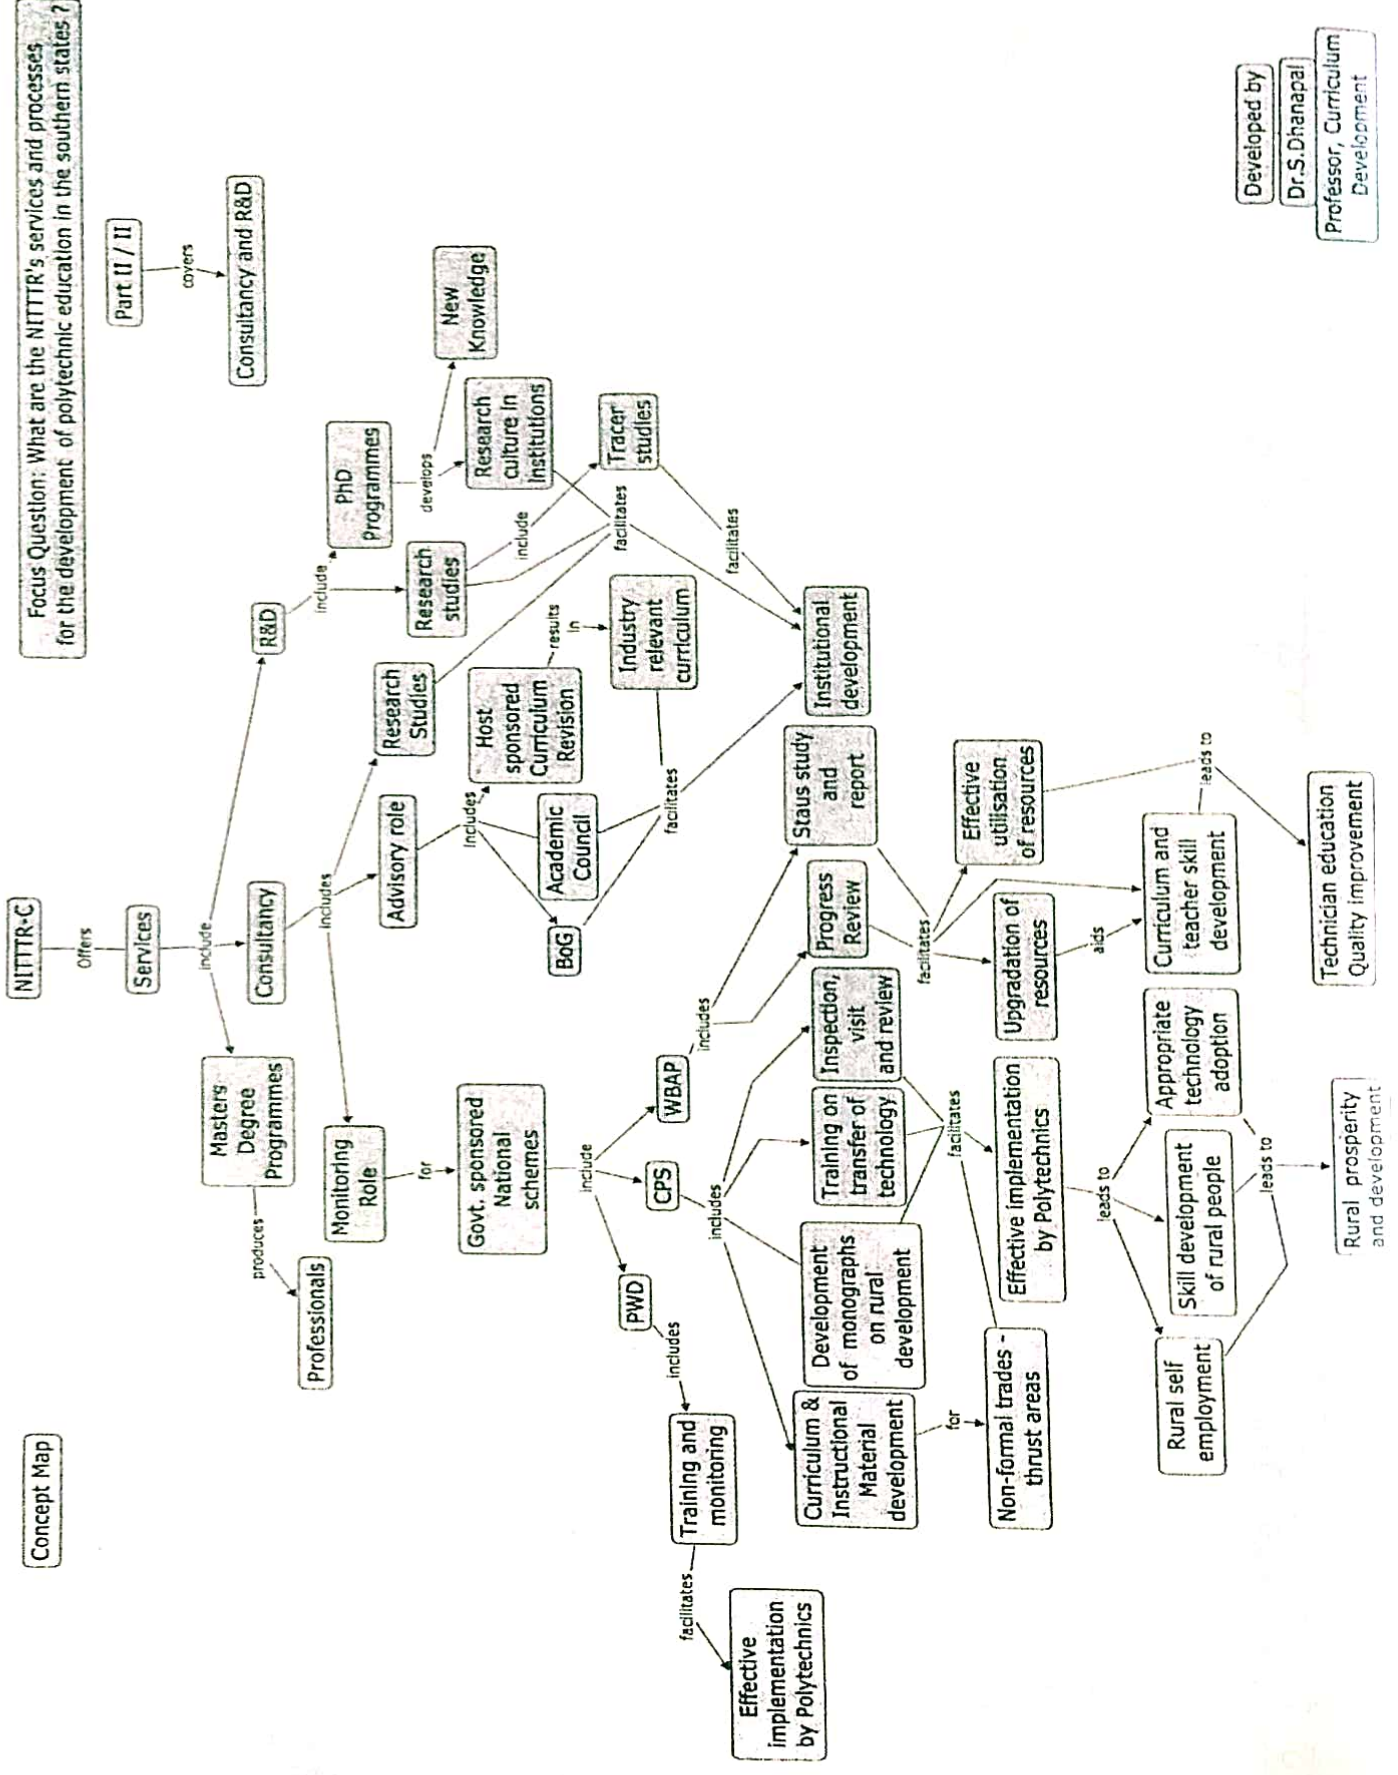 Concept Map
NITTTR-C
Focus Question: What are the NITTTR's services and processes
for the development of polytechnic education in the southern states ?
Offers
Services
Part II / II
covers
Consultancy and R&D
include
Masters
Degree
Programmes
Consultancy
R&D
produces
Professionals
includes
include
Monitoring
Role
Advisory role
Research
Studies
Research
studies
PhD
Programmes
for
develops
Govt. sponsored
National
schemes
includes
Host
sponsored
Curriculum
Revision
Research
culture in
Institutions
New
Knowledge
include
BoG
Academic
Council
results
in
include
facilitates
Tracer
studies
PWD
CPS
WBAP
Industry
relevant
curriculum
includes
includes
includes
facilitates
facilitates
Training and
monitoring
facilitates
Effective
implementation
by Polytechnics
Curriculum &
Instructional
Material
development
Development
of monographs
on rural
development
Training on
transfer of
technology
Inspection,
visit
and review
Progress
Review
Staus study
and
report
Institutional
development
for
facilitates
facilitates
Non-formal trades -
thrust areas
Effective implementation
by Polytechnics
Upgradation of
resources
Effective
utilisation
of resources
leads to
aids
leads to
Rural self
employment
Skill development
of rural people
Appropriate
technology
adoption
Curriculum and
teacher skill
development
leads to
Rural prosperity
and development
Technician education
Quality improvement
Developed by
Dr.S.Dhanapal
Professor, Curriculum
Development